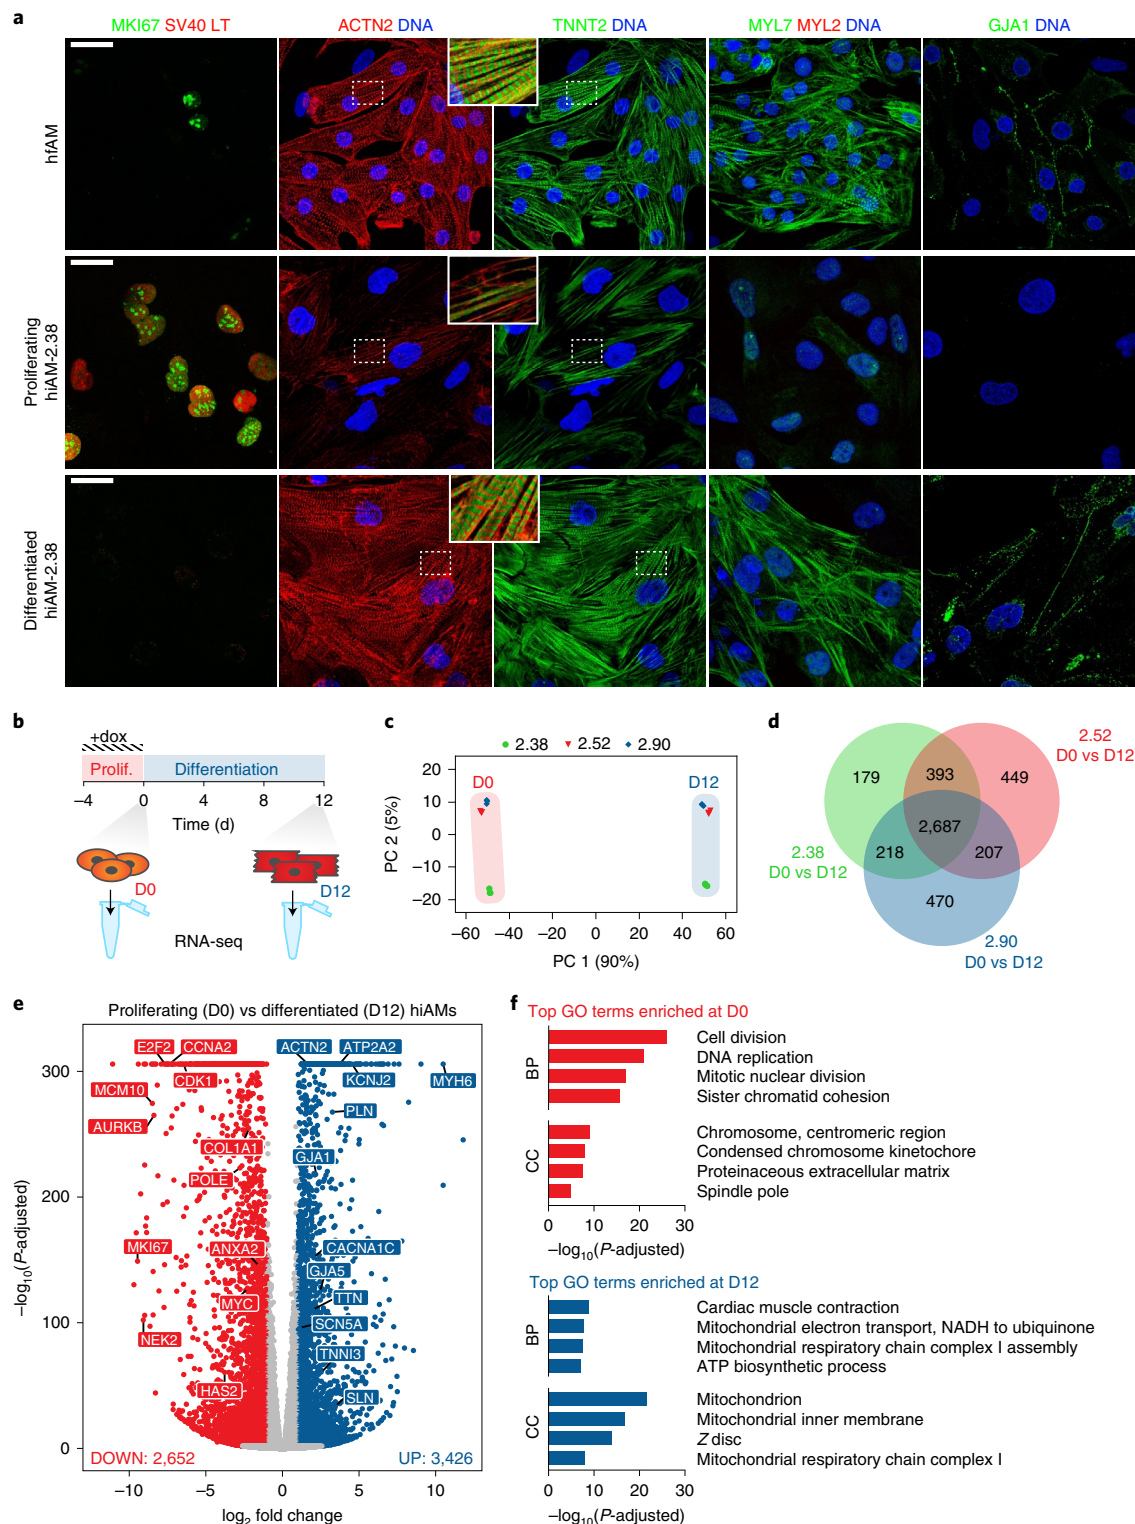 a
MKI67 SV40 LT
ACTN2 DNA
TNNT2 DNA
MYL7 MYL2 DNA
GJA1 DNA
hfAM
Proliferating
hiAM-2.38
Differentiated
hiAM-2.38
b
+dox
Prolif.
Differentiation
−4 0 4 8 12
Time (d)
D0
D12
RNA-seq
c
2.38 2.52 2.90
D0
D12
20
10
0
−10
−20
PC 2 (5%)
−60 −40 −20 0 20 40 60
PC 1 (90%)
d
2.52
D0 vs D12
179
393
449
2,687
218
207
470
2.38
D0 vs D12
2.90
D0 vs D12
e
Proliferating (D0) vs differentiated (D12) hiAMs
E2F2 CCNA2
ACTN2 ATP2A2
CDK1
KCNJ2
MYH6
MCM10
PLN
AURKB
COL1A1
GJA1
POLE
MKI67
ANXA2
CACNA1C
GJA5
MYC
TTN
SCN5A
NEK2
TNNI3
HAS2
SLN
DOWN: 2,652
UP: 3,426
300
200
100
0
−log10(P-adjusted)
−10 −5 0 5 10
log2 fold change
f
Top GO terms enriched at D0
BP
Cell division
DNA replication
Mitotic nuclear division
Sister chromatid cohesion
CC
Chromosome, centromeric region
Condensed chromosome kinetochore
Proteinaceous extracellular matrix
Spindle pole
0 10 20 30
−log10(P-adjusted)
Top GO terms enriched at D12
BP
Cardiac muscle contraction
Mitochondrial electron transport, NADH to ubiquinone
Mitochondrial respiratory chain complex I assembly
ATP biosynthetic process
CC
Mitochondrion
Mitochondrial inner membrane
Z disc
Mitochondrial respiratory chain complex I
0 10 20 30
−log10(P-adjusted)